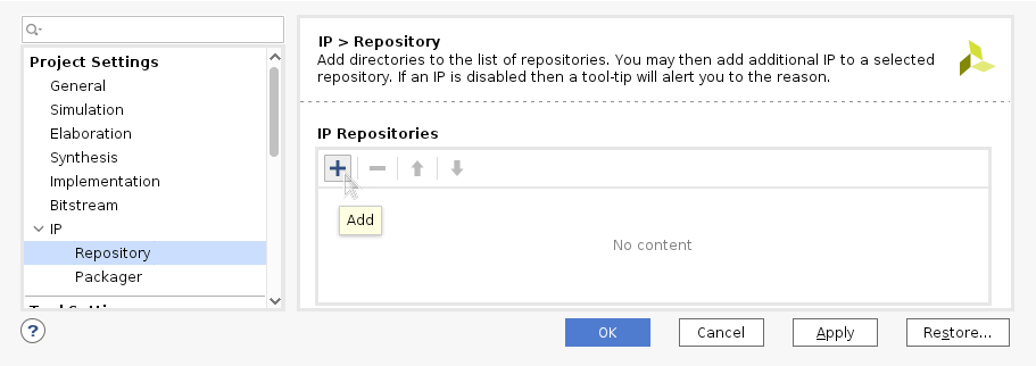 Project Settings
General
Simulation
Elaboration
Synthesis
Implementation
Bitstream
IP
Repository
Packager
IP > Repository
Add directories to the list of repositories. You may then add additional IP to a selected
repository. If an IP is disabled then a tool-tip will alert you to the reason.
IP Repositories
Add
No content
?
OK
Cancel
Apply
Restore...